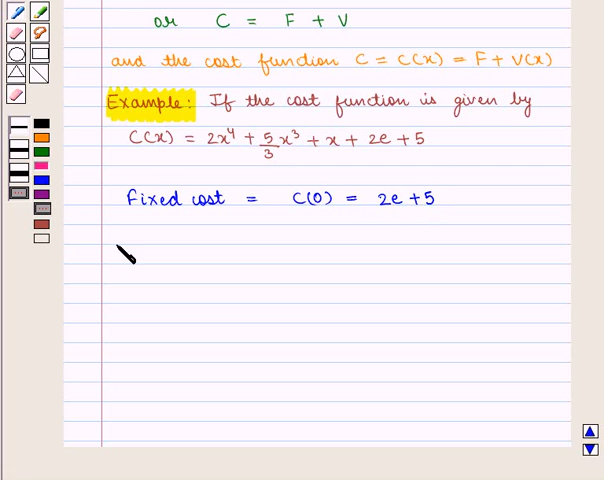 or C = F + V
and the cost function C = C(x) = F + V(x)
Example: If the cost function is given by
C(x) = 2x⁴ + 5/3 x³ + x + 2e + 5
Fixed cost = C(0) = 2e + 5